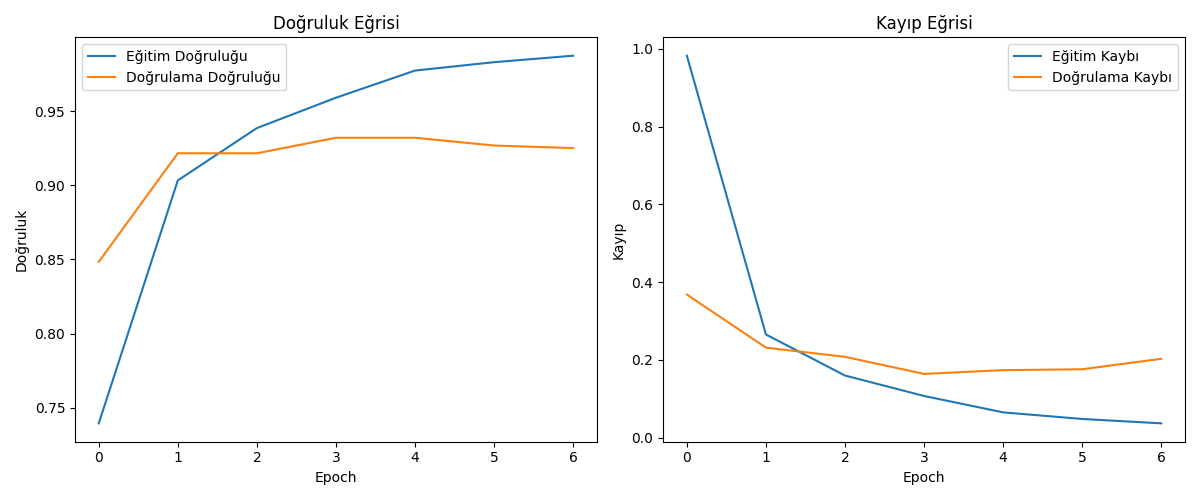 Doğruluk Eğrisi
Eğitim Doğruluğu
Doğrulama Doğruluğu
0.95
0.90
0.85
0.80
0.75
Doğruluk
0 1 2 3 4 5 6
Epoch
Kayıp Eğrisi
Eğitim Kaybı
Doğrulama Kaybı
1.0
0.8
0.6
0.4
0.2
0.0
Kayıp
0 1 2 3 4 5 6
Epoch